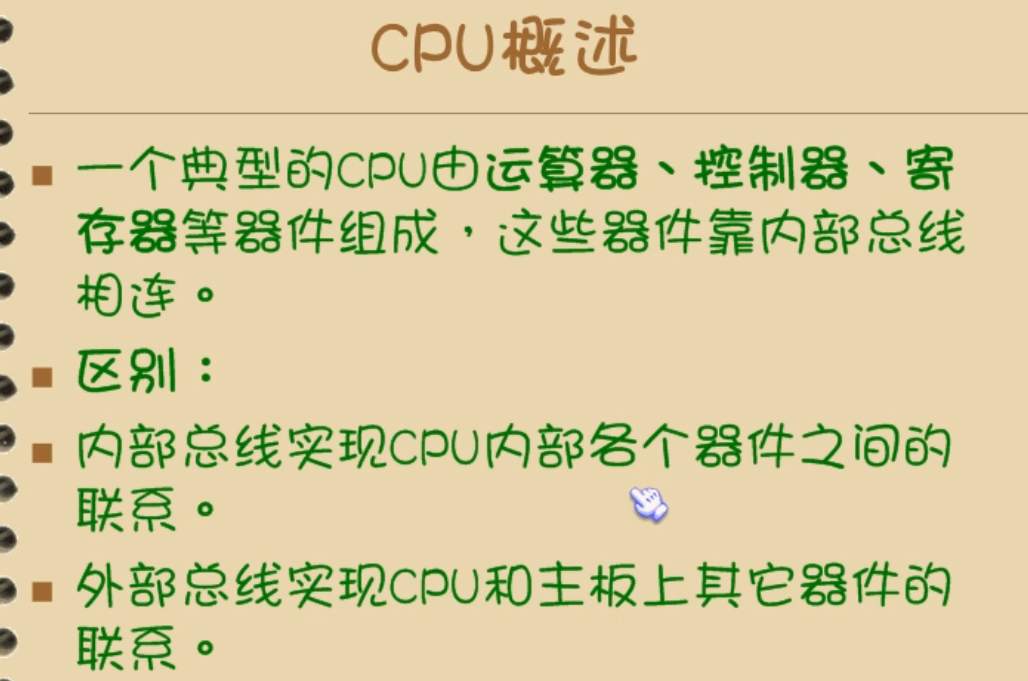 CPU概述
一个典型的CPU由运算器、控制器、寄
存器等器件组成，这些器件靠内部总线
相连。
区别：
内部总线实现CPU内部各个器件之间的
联系。
外部总线实现CPU和主板上其它器件的
联系。